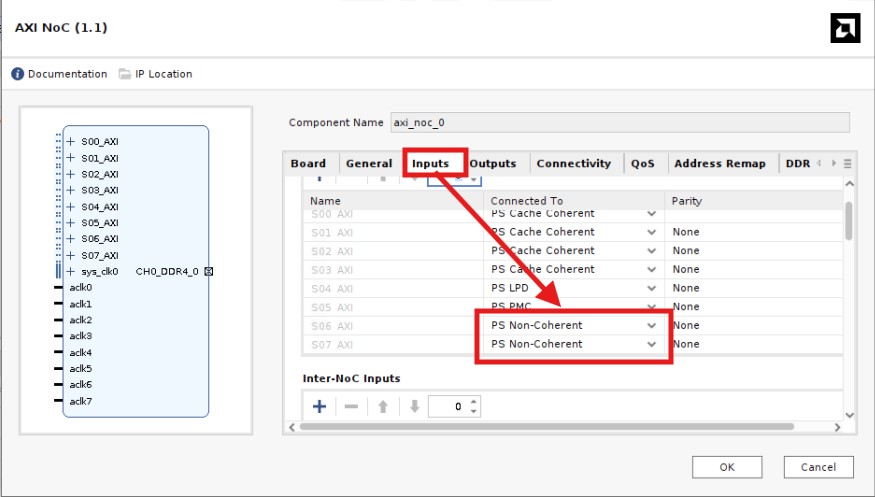 AXI NoC (1.1)
Documentation IP Location
Component Name axi_noc_0
Board General Inputs Outputs Connectivity QoS Address Remap DDR
Name Connected To Parity
S00 AXI PS Cache Coherent
S01 AXI PS Cache Coherent None
S02 AXI PS Cache Coherent None
S03 AXI PS Cache Coherent None
S04 AXI PS LPD None
S05 AXI PS PMC None
S06 AXI PS Non-Coherent None
S07 AXI PS Non-Coherent None
Inter-NoC Inputs
0
S00_AXI
S01_AXI
S02_AXI
S03_AXI
S04_AXI
S05_AXI
S06_AXI
S07_AXI
sys_clk0 CH0_DDR4_0
aclk0
aclk1
aclk2
aclk3
aclk4
aclk5
aclk6
aclk7
OK Cancel